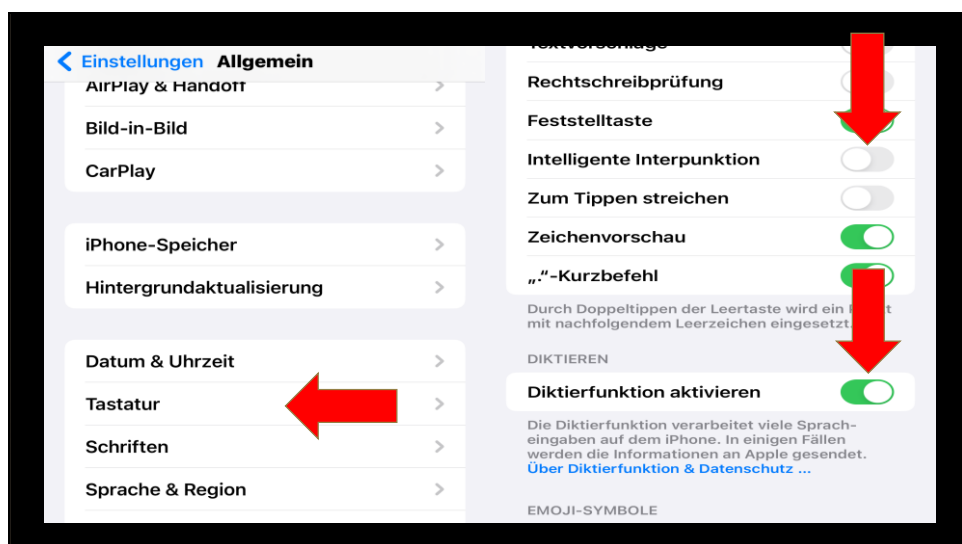 Einstellungen Allgemein
AirPlay & Handoff
Bild-in-Bild
CarPlay
iPhone-Speicher
Hintergrundaktualisierung
Datum & Uhrzeit
Tastatur
Schriften
Sprache & Region
Textvorschläge
Rechtschreibprüfung
Feststelltaste
Intelligente Interpunktion
Zum Tippen streichen
Zeichenvorschau
„."-Kurzbefehl
Durch Doppeltippen der Leertaste wird ein
mit nachfolgendem Leerzeichen eingesetzt.
DIKTIEREN
Diktierfunktion aktivieren
Die Diktierfunktion verarbeitet viele Sprach-
eingaben auf dem iPhone. In einigen Fällen
werden die Informationen an Apple gesendet.
Über Diktierfunktion & Datenschutz ...
EMOJI-SYMBOLE